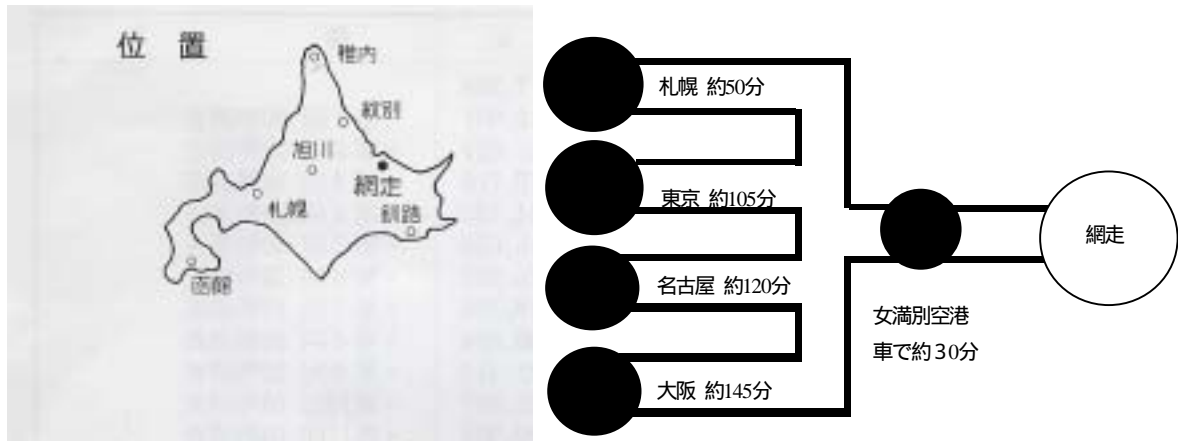 位 置
稚内
紋別
旭川
網走
札幌
釧路
函館
札幌 約50分
東京 約105分
名古屋 約120分
大阪 約145分
網走
女満別空港
車で約30分